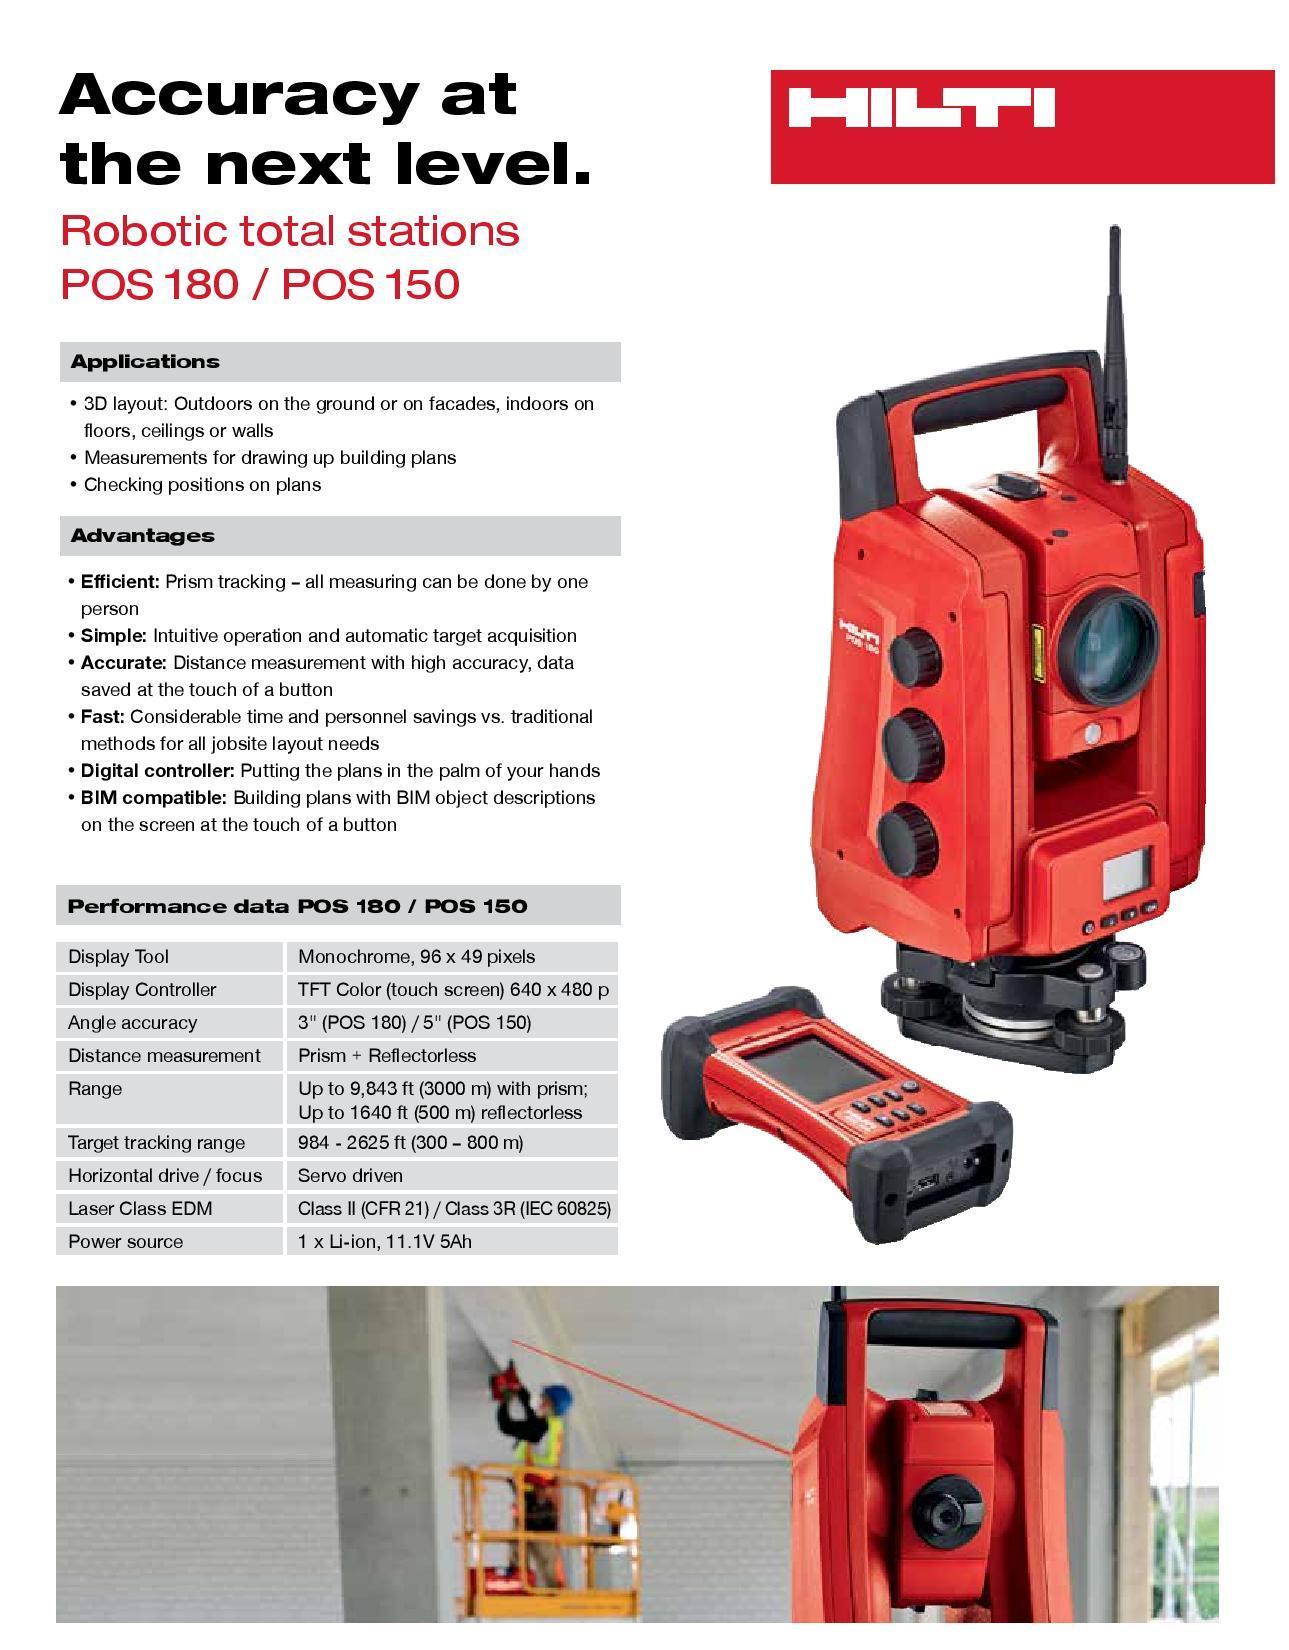 Accuracy at
the next level.
HILTI
Robotic total stations
POS 180 / POS 150
Applications
• 3D layout: Outdoors on the ground or on facades, indoors on
floors, ceilings or walls
• Measurements for drawing up building plans
• Checking positions on plans
Advantages
• Efficient: Prism tracking – all measuring can be done by one
person
• Simple: Intuitive operation and automatic target acquisition
• Accurate: Distance measurement with high accuracy, data
saved at the touch of a button
• Fast: Considerable time and personnel savings vs. traditional
methods for all jobsite layout needs
• Digital controller: Putting the plans in the palm of your hands
• BIM compatible: Building plans with BIM object descriptions
on the screen at the touch of a button
HILTI
POS 180
Performance data POS 180 / POS 150
Display Tool Monochrome, 96 x 49 pixels
Display Controller TFT Color (touch screen) 640 x 480 p
Angle accuracy 3" (POS 180) / 5" (POS 150)
Distance measurement Prism + Reflectorless
Range Up to 9,843 ft (3000 m) with prism;
Up to 1640 ft (500 m) reflectorless
Target tracking range 984 - 2625 ft (300 – 800 m)
Horizontal drive / focus Servo driven
Laser Class EDM Class II (CFR 21) / Class 3R (IEC 60825)
Power source 1 x Li-ion, 11.1V 5Ah